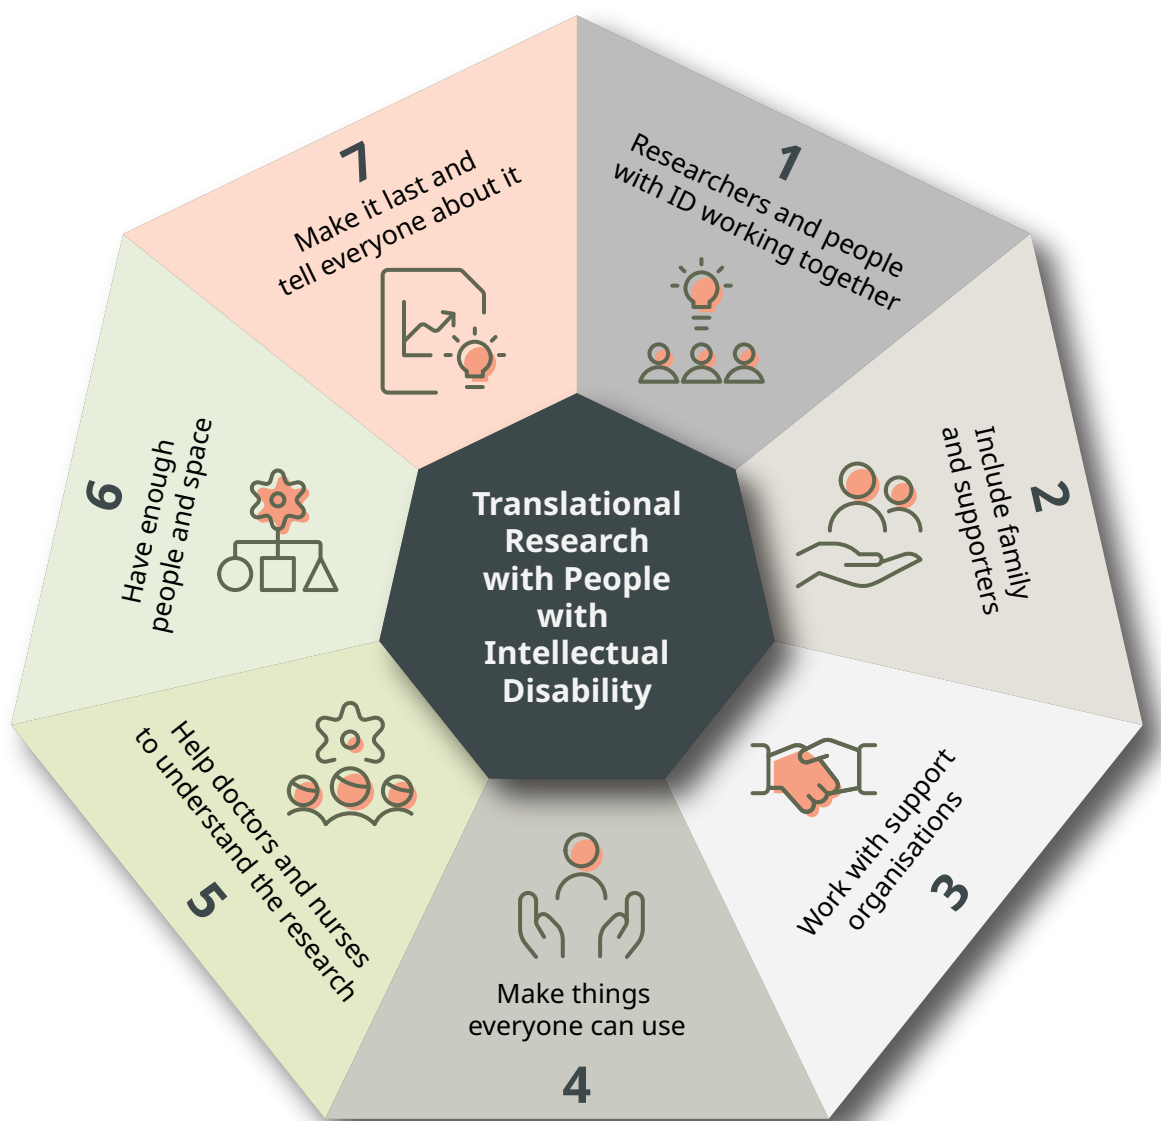 Translational
Research
with People
with
Intellectual
Disability
1
Researchers and people
with ID working together
2
Include family
and supporters
3
Work with support
organisations
Make things
everyone can use
4
5
Help doctors and nurses
to understand the research
6
Have enough
people and space
7
Make it last and
tell everyone about it